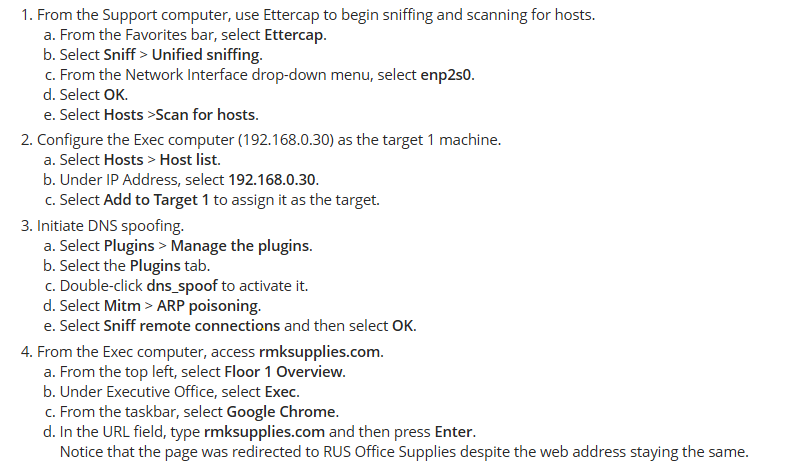 1. From the Support computer, use Ettercap to begin sniffing and scanning for hosts.
a. From the Favorites bar, select Ettercap.
b. Select Sniff > Unified sniffing.
c. From the Network Interface drop-down menu, select enp2s0.
d. Select OK.
e. Select Hosts >Scan for hosts.
2. Configure the Exec computer (192.168.0.30) as the target 1 machine.
a. Select Hosts > Host list.
b. Under IP Address, select 192.168.0.30.
c. Select Add to Target 1 to assign it as the target.
3. Initiate DNS spoofing.
a. Select Plugins > Manage the plugins.
b. Select the Plugins tab.
c. Double-click dns_spoof to activate it.
d. Select Mitm > ARP poisoning.
e. Select Sniff remote connections and then select OK.
4. From the Exec computer, access rmksupplies.com.
a. From the top left, select Floor 1 Overview.
b. Under Executive Office, select Exec.
c. From the taskbar, select Google Chrome.
d. In the URL field, type rmksupplies.com and then press Enter.
Notice that the page was redirected to RUS Office Supplies despite the web address staying the same.